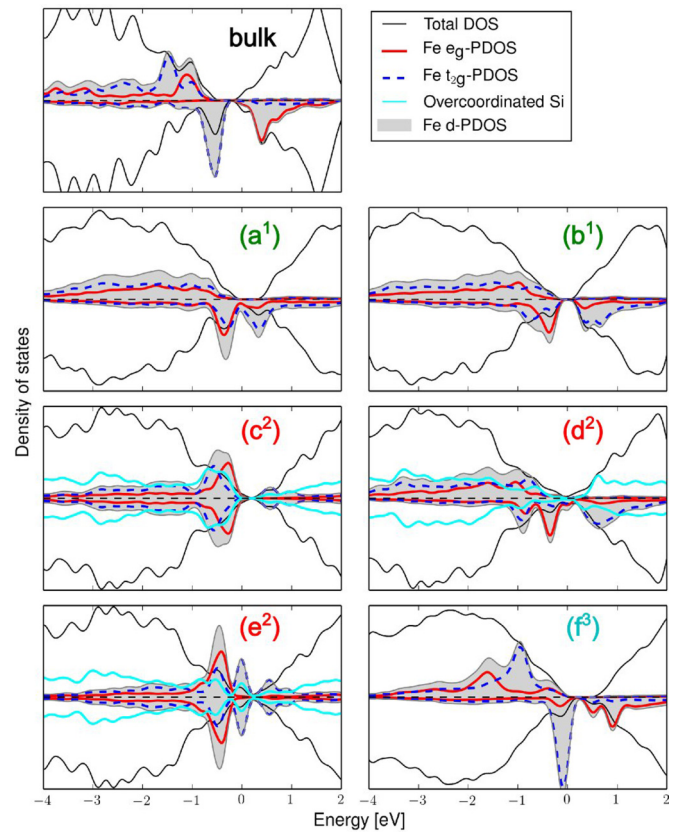 bulk
Total DOS
Fe eg-PDOS
Fe t₂g-PDOS
Overcoordinated Si
Fe d-PDOS
(a¹)
(b¹)
Density of states
(c²)
(d²)
(e²)
(f³)
−4 −3 −2 −1 0 1 2
−4 −3 −2 −1 0 1 2
Energy [eV]